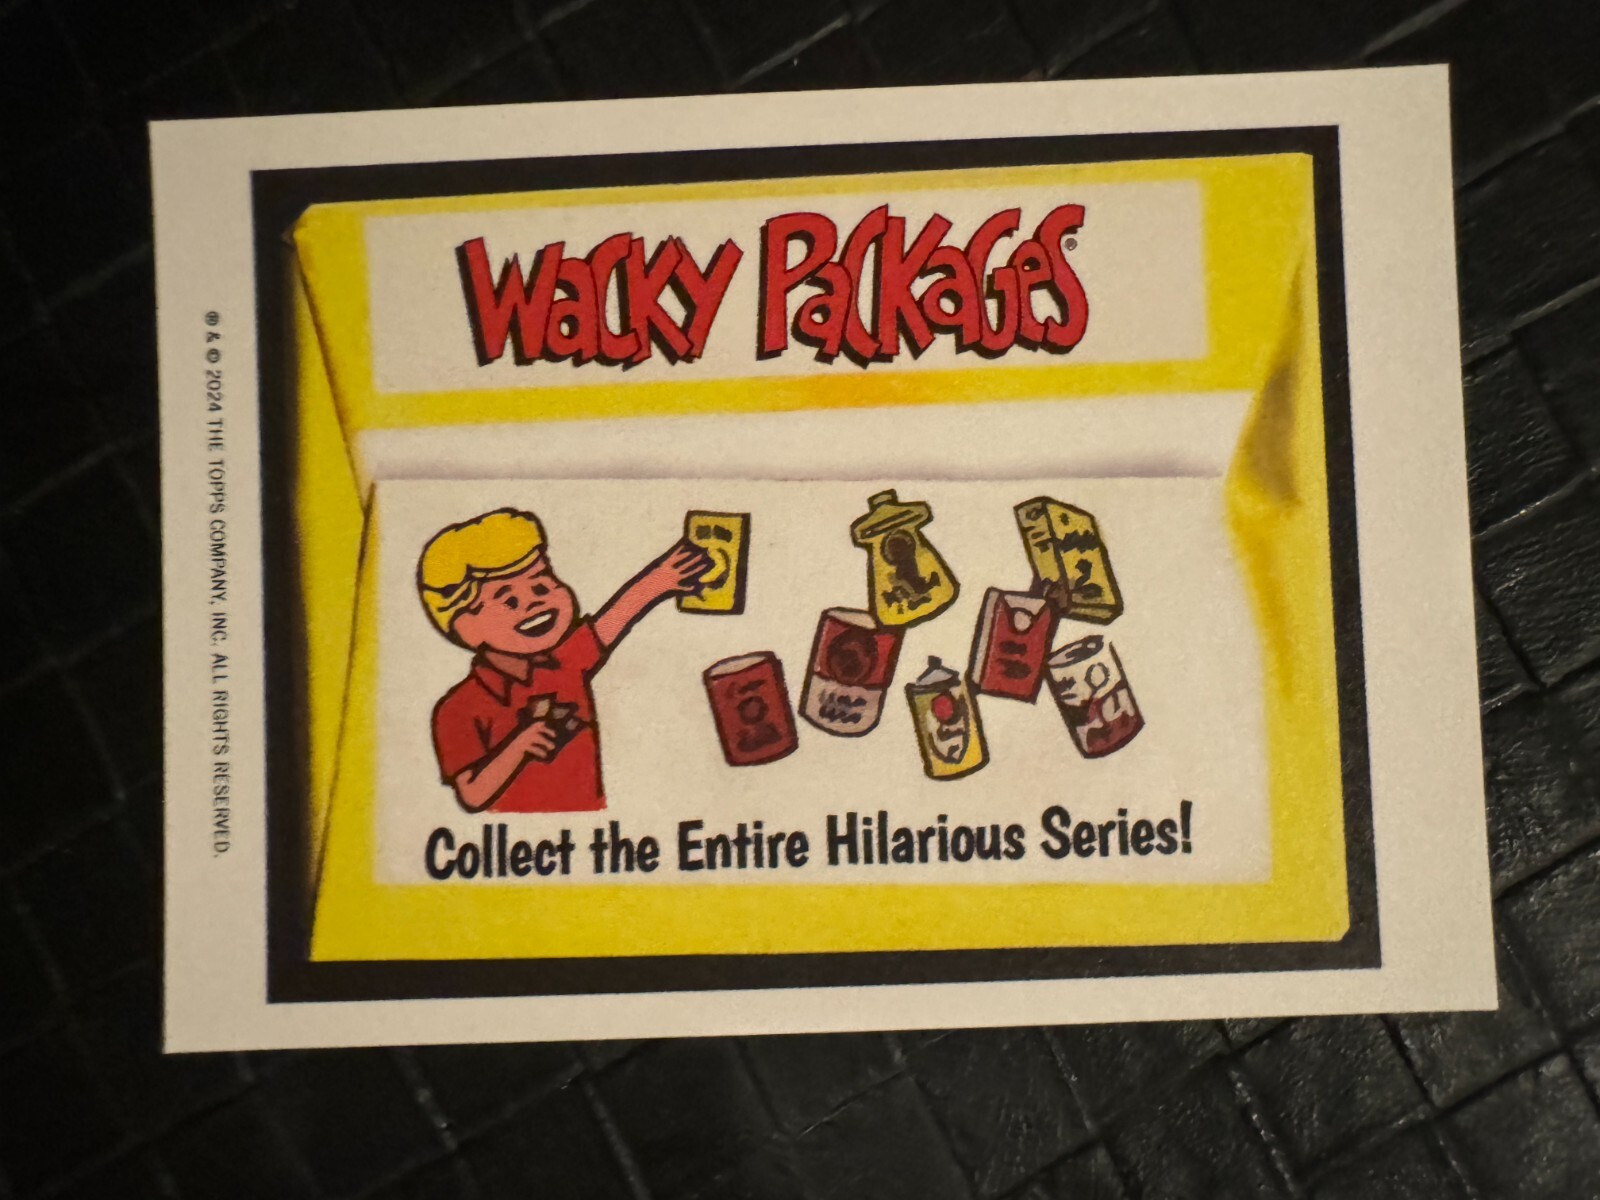 Wacky Packages®
Collect the Entire Hilarious Series!
® & © 2024 THE TOPPS COMPANY, INC. ALL RIGHTS RESERVED.